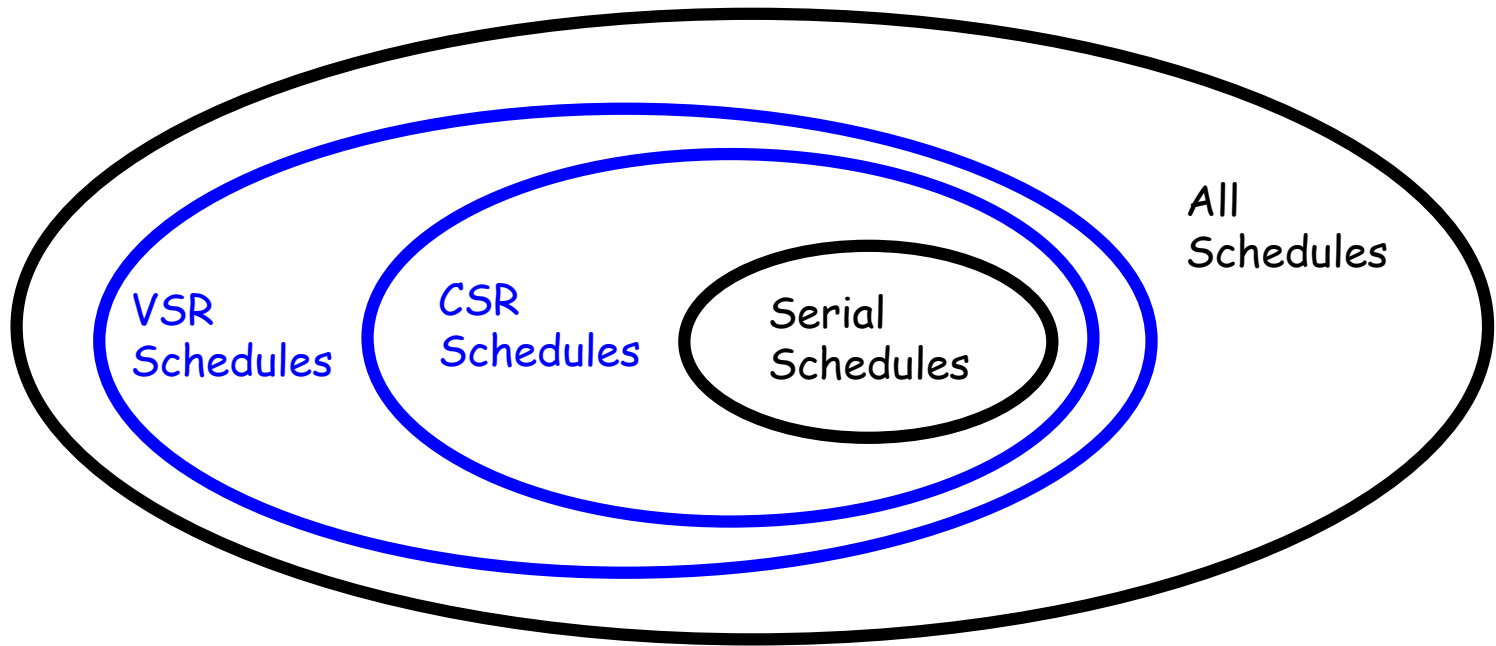 All
Schedules
VSR
Schedules
CSR
Schedules
Serial
Schedules